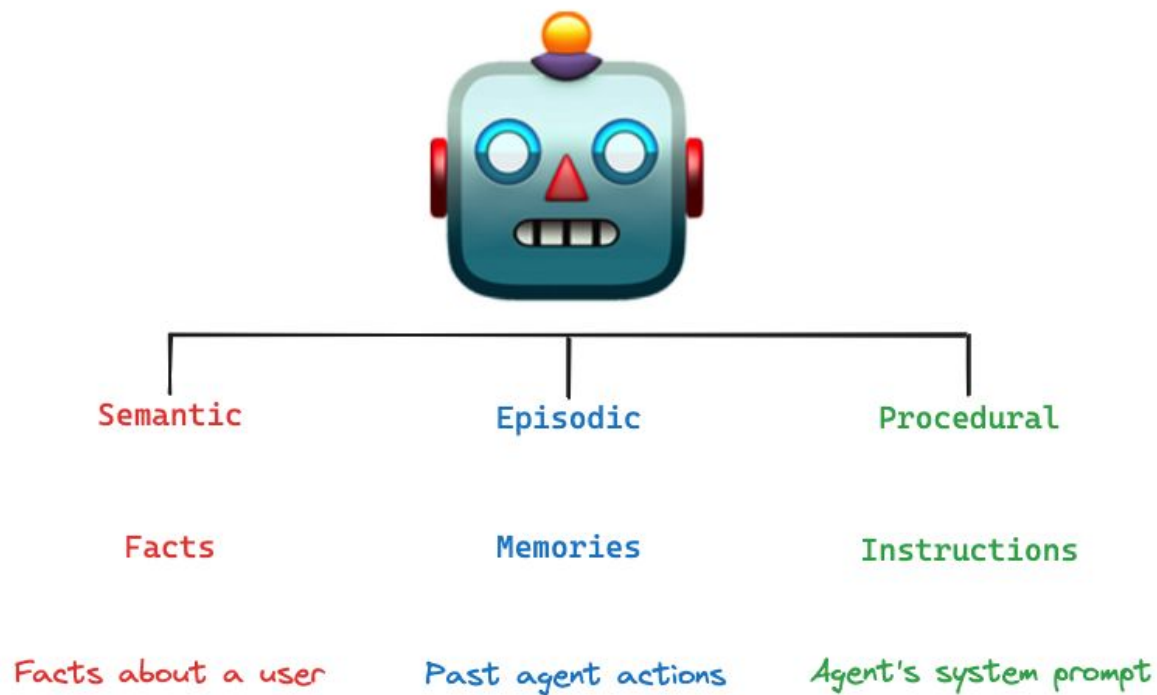 Semantic
Episodic
Procedural
Facts
Memories
Instructions
Facts about a user
Past agent actions
Agent's system prompt